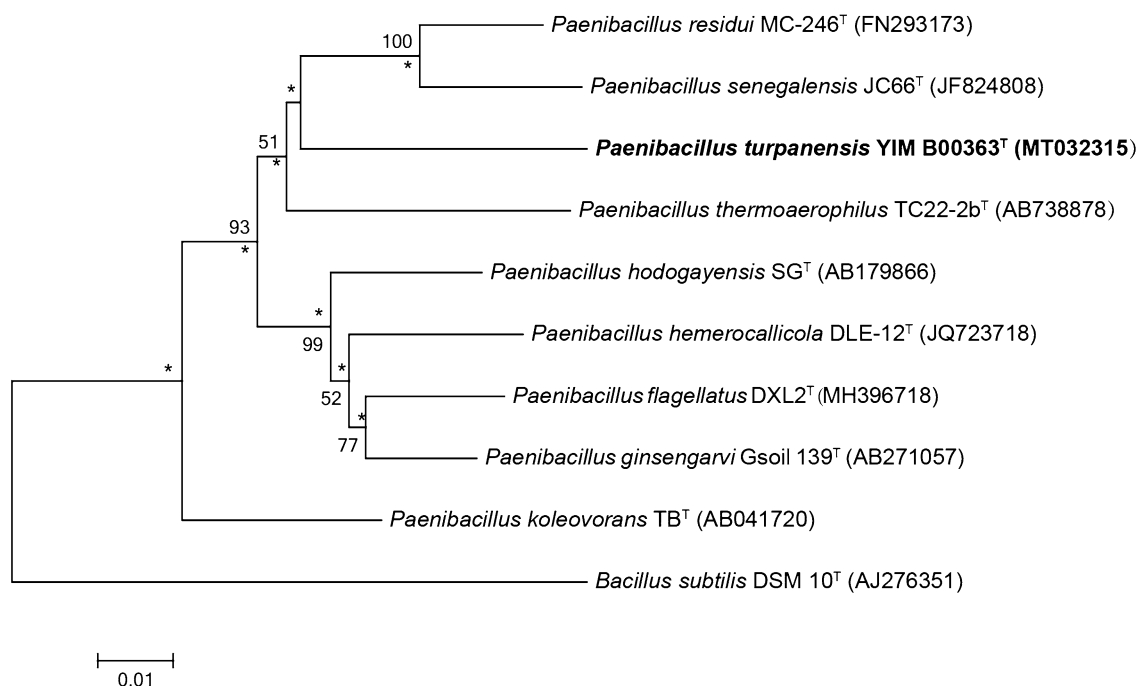 Paenibacillus residui MC-246ᵀ (FN293173)
100
*
Paenibacillus senegalensis JC66ᵀ (JF824808)
*
51
Paenibacillus turpanensis YIM B00363ᵀ (MT032315)
*
Paenibacillus thermoaerophilus TC22-2bᵀ (AB738878)
93
*
Paenibacillus hodogayensis SGᵀ (AB179866)
*
99
Paenibacillus hemerocallicola DLE-12ᵀ (JQ723718)
*
*
52
Paenibacillus flagellatus DXL2ᵀ (MH396718)
*
77
Paenibacillus ginsengarvi Gsoil 139ᵀ (AB271057)
Paenibacillus koleovorans TBᵀ (AB041720)
Bacillus subtilis DSM 10ᵀ (AJ276351)
0.01